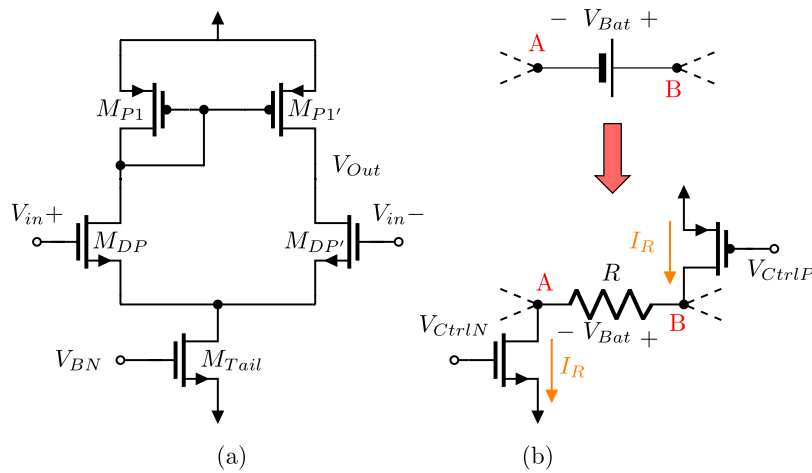 M_{P1}
M_{P1'}
V_{Out}
V_{in}+
V_{in}−
M_{DP}
M_{DP'}
V_{BN}
M_{Tail}
(a)
− V_{Bat} +
A
B
I_R
V_{CtrlP}
A
R
B
V_{CtrlN}
− V_{Bat} +
I_R
(b)